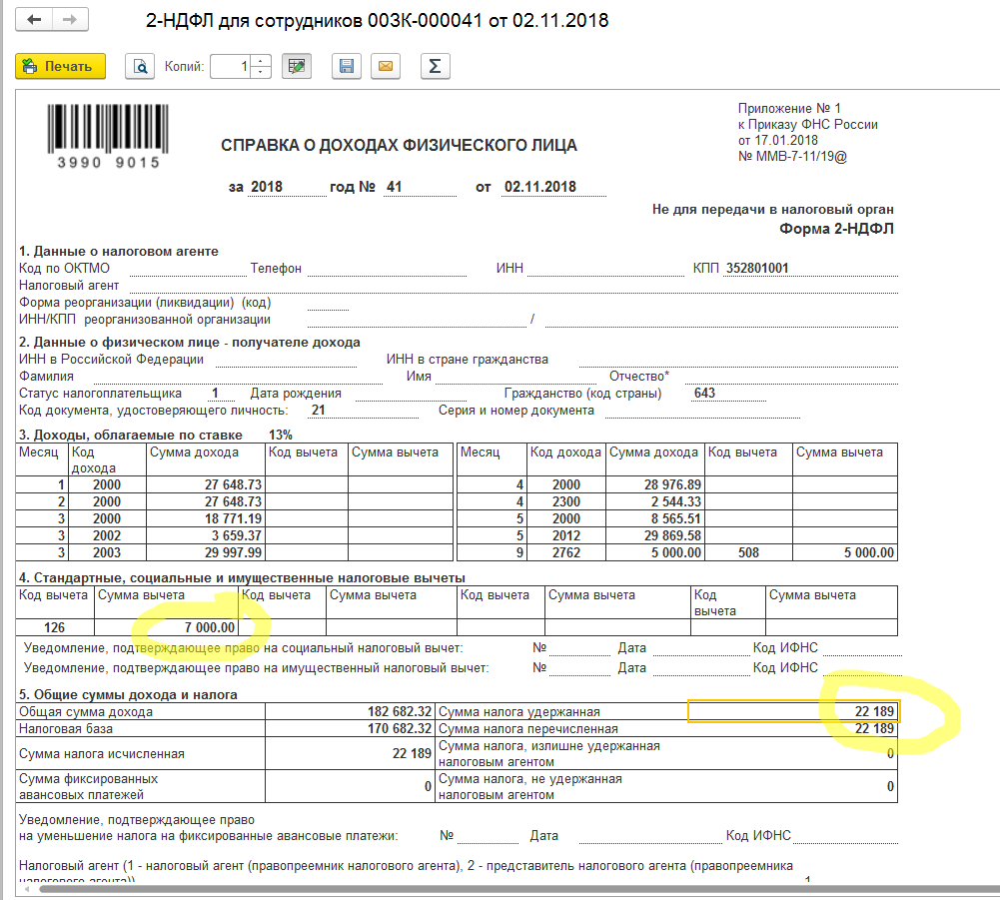 2-НДФЛ для сотрудников 003К-000041 от 02.11.2018
Печать Копий: 1 Σ
3990 9015
Приложение № 1
к Приказу ФНС России
от 17.01.2018
№ ММВ-7-11/19@
СПРАВКА О ДОХОДАХ ФИЗИЧЕСКОГО ЛИЦА
за 2018 год № 41 от 02.11.2018
Не для передачи в налоговый орган
Форма 2-НДФЛ
1. Данные о налоговом агенте
Код по ОКТМО Телефон ИНН КПП 352801001
Налоговый агент
Форма реорганизации (ликвидации) (код)
ИНН/КПП реорганизованной организации /
2. Данные о физическом лице - получателе дохода
ИНН в Российской Федерации ИНН в стране гражданства
Фамилия Имя Отчество*
Статус налогоплательщика 1 Дата рождения Гражданство (код страны) 643
Код документа, удостоверяющего личность: 21 Серия и номер документа
3. Доходы, облагаемые по ставке 13%
Месяц Код дохода Сумма дохода Код вычета Сумма вычета Месяц Код дохода Сумма дохода Код вычета Сумма вычета
1 2000 27 648.73 4 2000 28 976.89
2 2000 27 648.73 4 2300 2 544.33
3 2000 18 771.19 5 2000 8 565.51
3 2002 3 659.37 5 2012 29 869.58
3 2003 29 997.99 9 2762 5 000.00 508 5 000.00
4. Стандартные, социальные и имущественные налоговые вычеты
Код вычета Сумма вычета Код вычета Сумма вычета Код вычета Сумма вычета Код вычета Сумма вычета
126 7 000.00
Уведомление, подтверждающее право на социальный налоговый вычет: № Дата Код ИФНС
Уведомление, подтверждающее право на имущественный налоговый вычет: № Дата Код ИФНС
5. Общие суммы дохода и налога
Общая сумма дохода 182 682.32 Сумма налога удержанная 22 189
Налоговая база 170 682.32 Сумма налога перечисленная 22 189
Сумма налога исчисленная 22 189 Сумма налога, излишне удержанная налоговым агентом 0
Сумма фиксированных авансовых платежей 0 Сумма налога, не удержанная налоговым агентом 0
Уведомление, подтверждающее право
на уменьшение налога на фиксированные авансовые платежи: № Дата Код ИФНС
Налоговый агент (1 - налоговый агент (правопреемник налогового агента), 2 - представитель налогового агента (правопреемника
налогового агента)) 1